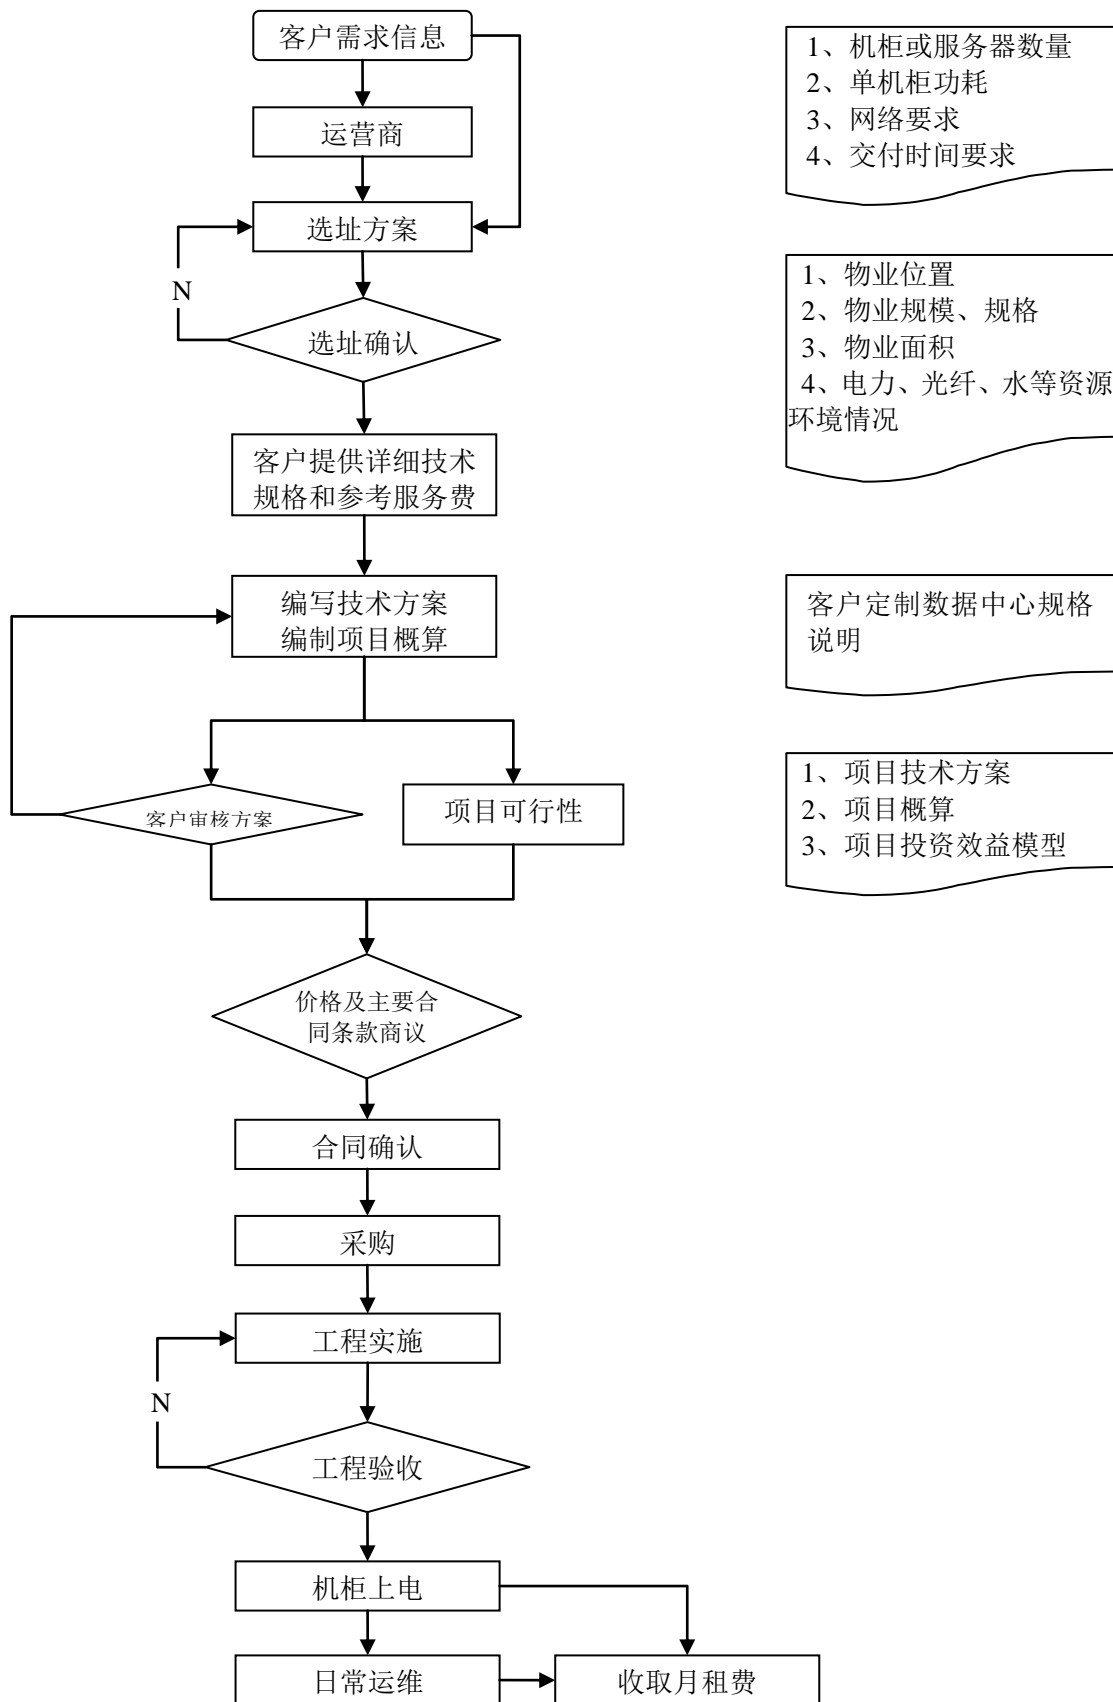 客户需求信息
运营商
选址方案
N
选址确认
客户提供详细技术
规格和参考服务费
编写技术方案
编制项目概算
客户审核方案
项目可行性
价格及主要合
同条款商议
合同确认
采购
工程实施
N
工程验收
机柜上电
日常运维
收取月租费
1、机柜或服务器数量
2、单机柜功耗
3、网络要求
4、交付时间要求
1、物业位置
2、物业规模、规格
3、物业面积
4、电力、光纤、水等资源
环境情况
客户定制数据中心规格
说明
1、项目技术方案
2、项目概算
3、项目投资效益模型